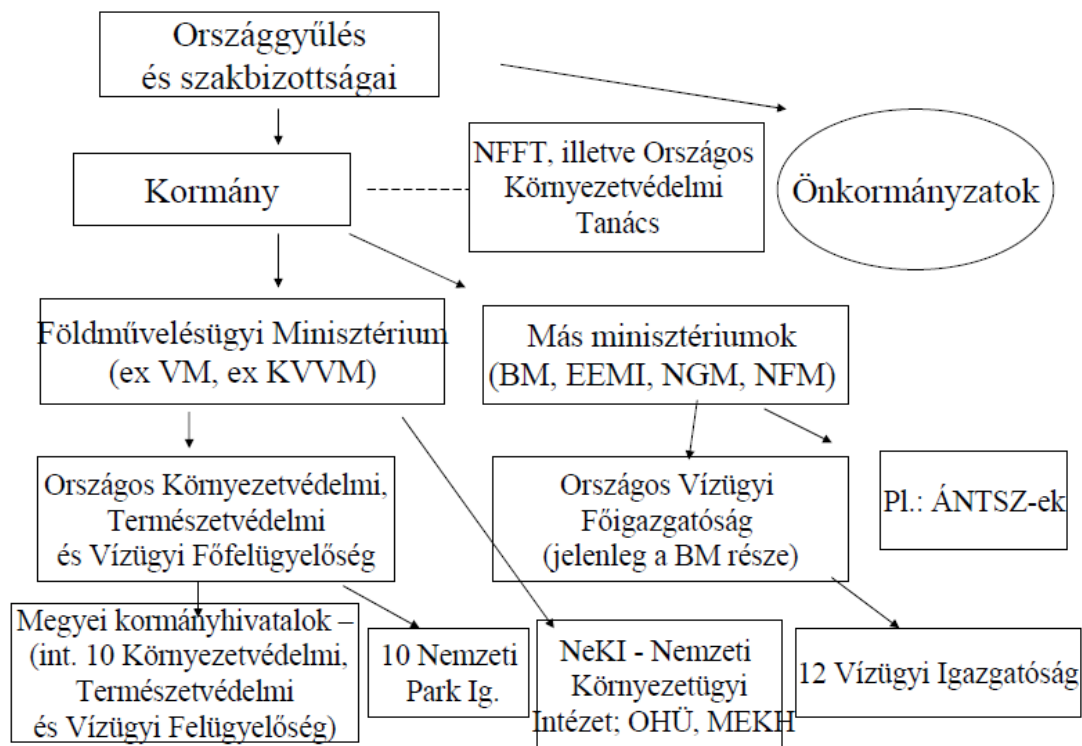 Országgyűlés
és szakbizottságai
NFFT, illetve Országos
Környezetvédelmi
Tanács
Kormány
Önkormányzatok
Földművelésügyi Minisztérium
(ex VM, ex KVVM)
Más minisztériumok
(BM, EEMI, NGM, NFM)
Országos Környezetvédelmi,
Természetvédelmi
és Vízügyi Főfelügyelőség
Országos Vízügyi
Főigazgatóság
(jelenleg a BM része)
Pl.: ÁNTSZ-ek
Megyei kormányhivatalok –
(int. 10 Környezetvédelmi,
Természetvédelmi
és Vízügyi Felügyelőség)
10 Nemzeti
Park Ig.
NeKI - Nemzeti
Környezetügyi
Intézet; OHÜ, MEKH
12 Vízügyi Igazgatóság